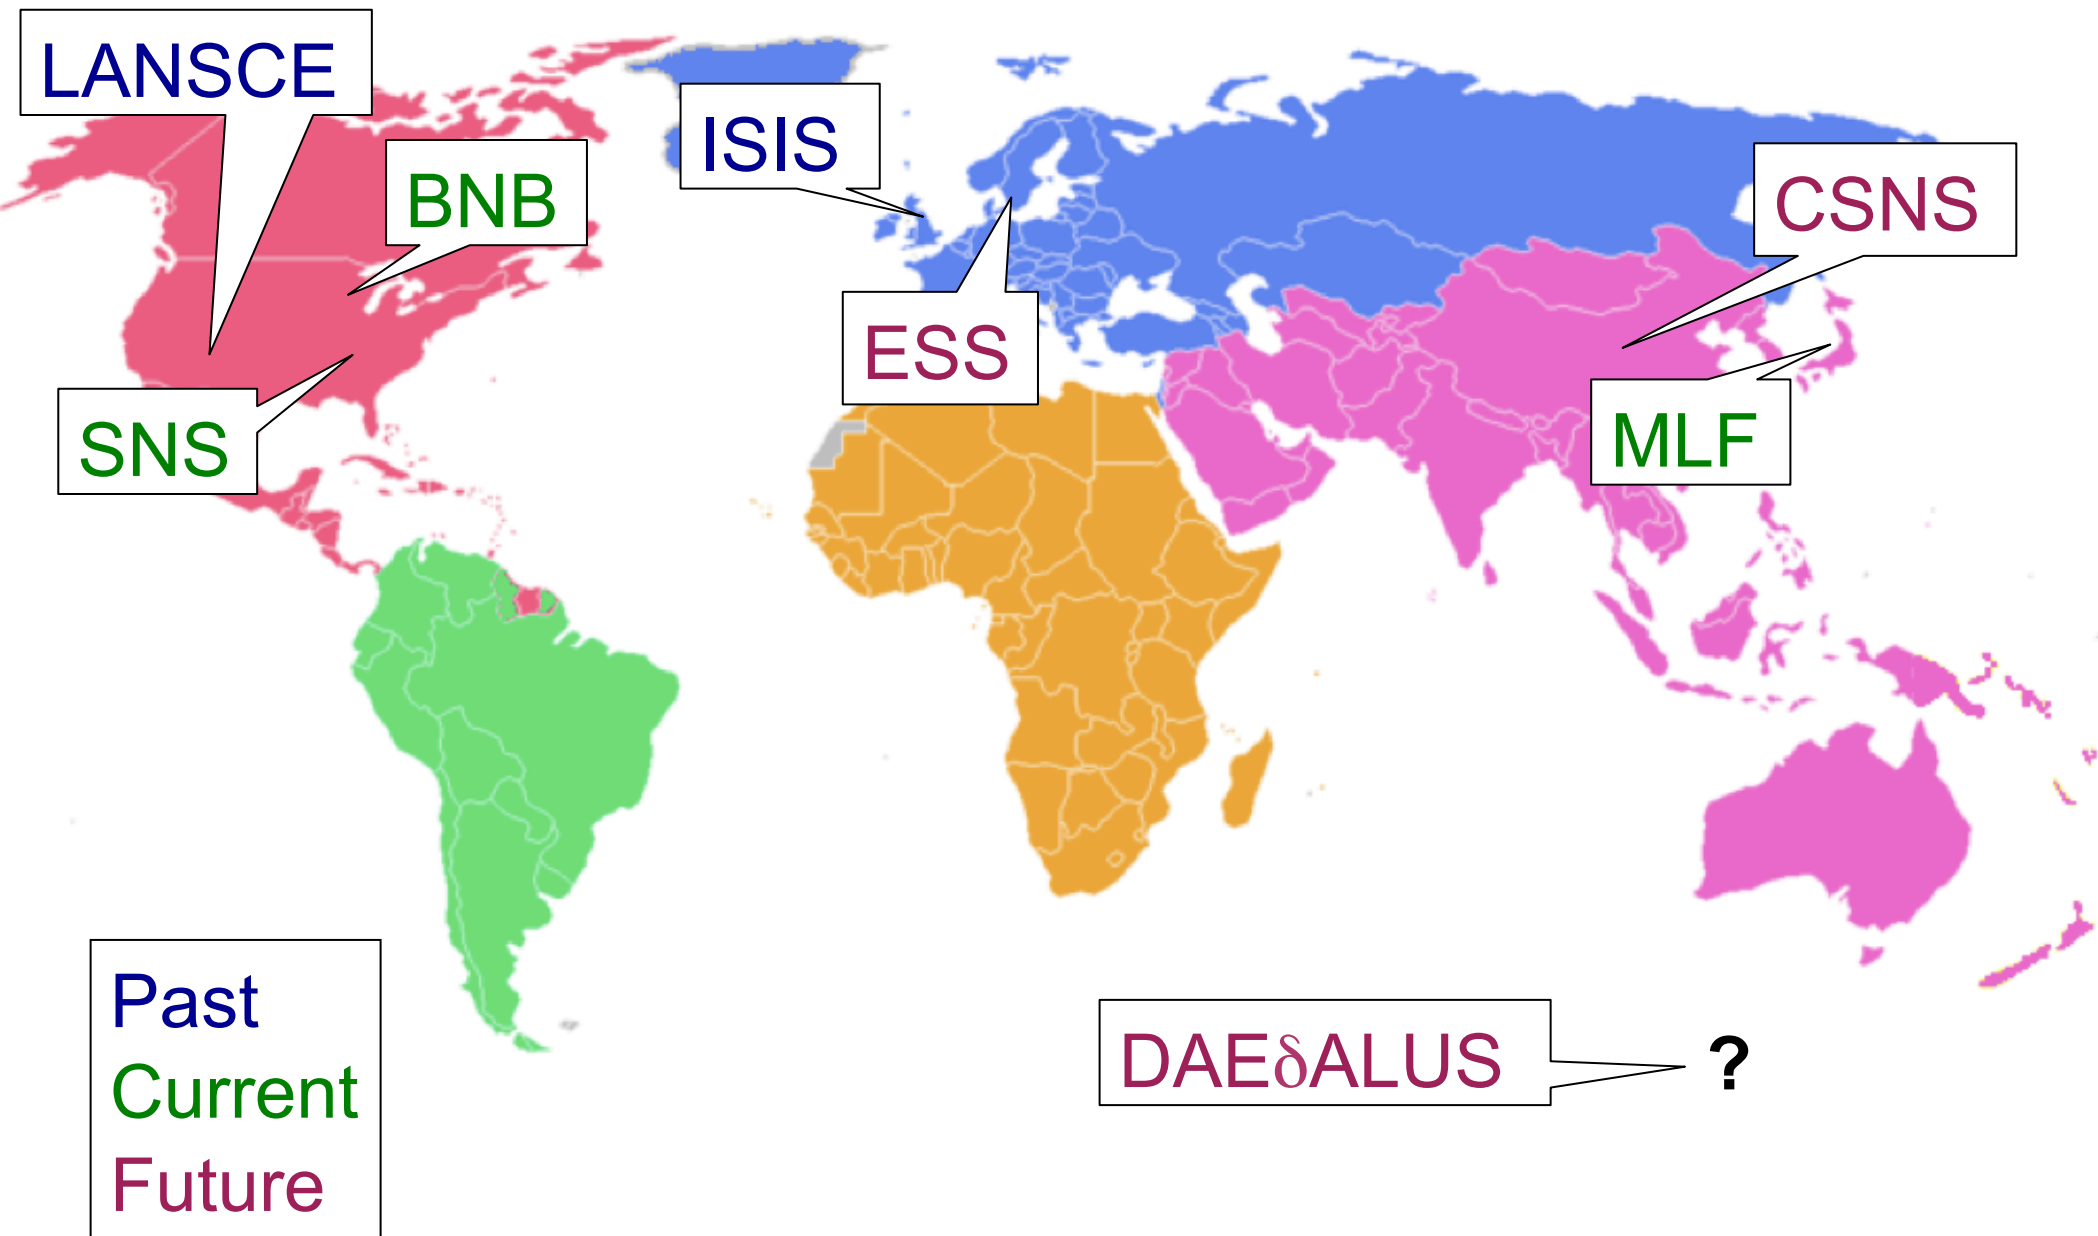 LANSCE
BNB
ISIS
CSNS
ESS
SNS
MLF
Past
Current
Future
DAEδALUS
?